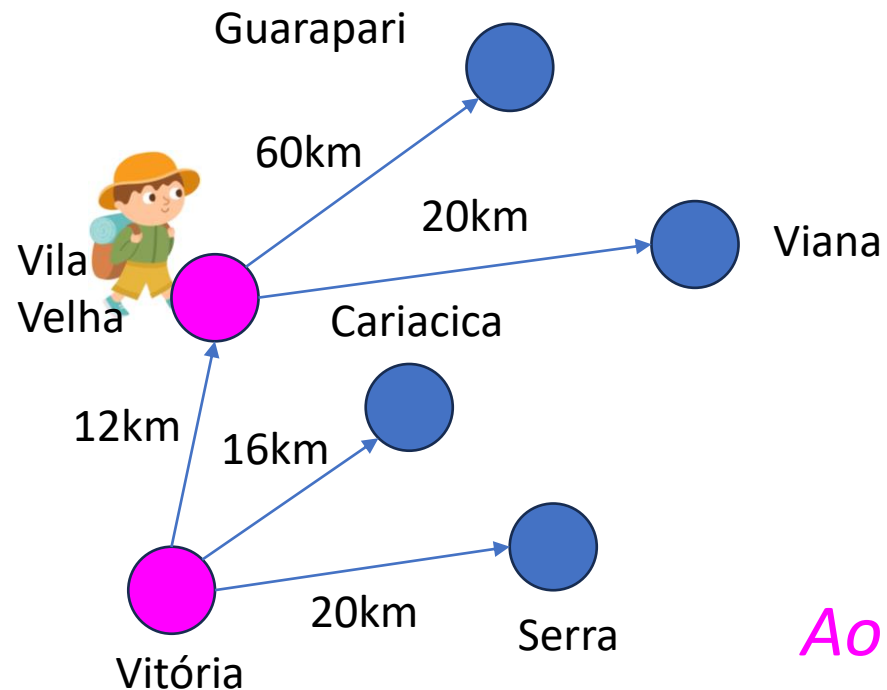 Guarapari
60km
20km
Viana
Vila
Velha
Cariacica
12km
16km
20km
Serra
Vitória
Ao